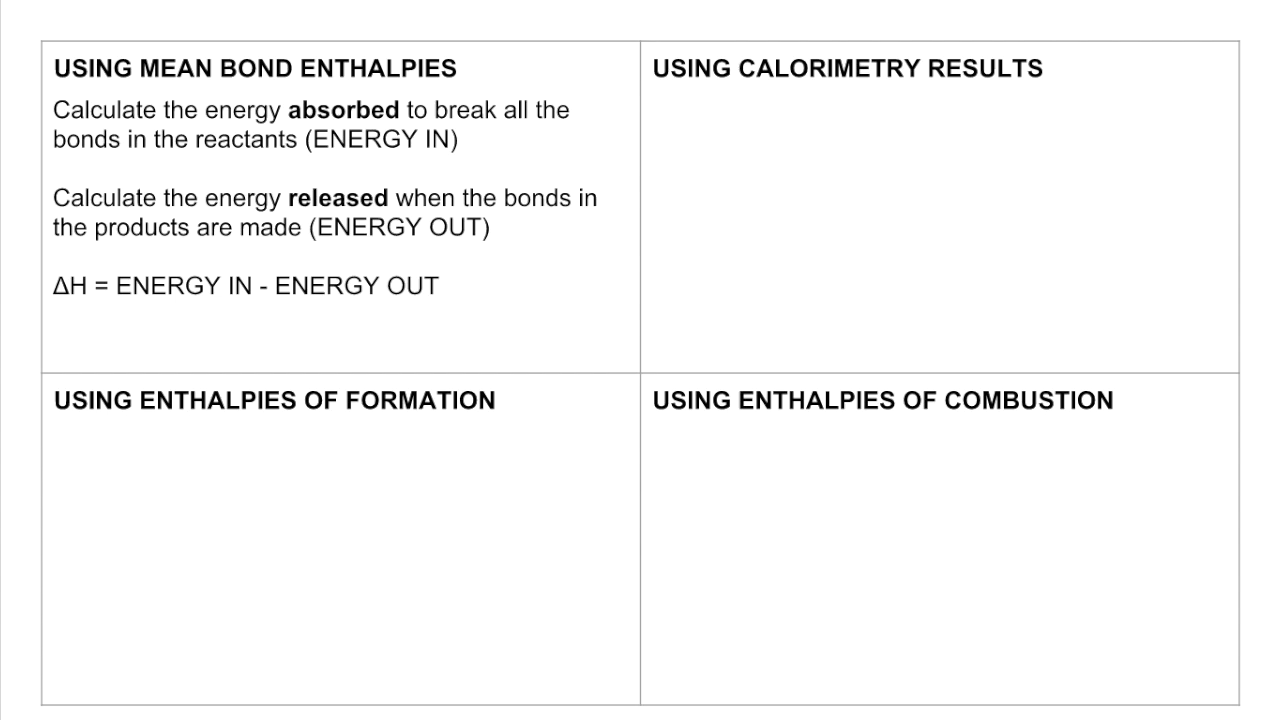 USING MEAN BOND ENTHALPIES
Calculate the energy absorbed to break all the
bonds in the reactants (ENERGY IN)
Calculate the energy released when the bonds in
the products are made (ENERGY OUT)
ΔH = ENERGY IN - ENERGY OUT
USING CALORIMETRY RESULTS
USING ENTHALPIES OF FORMATION
USING ENTHALPIES OF COMBUSTION